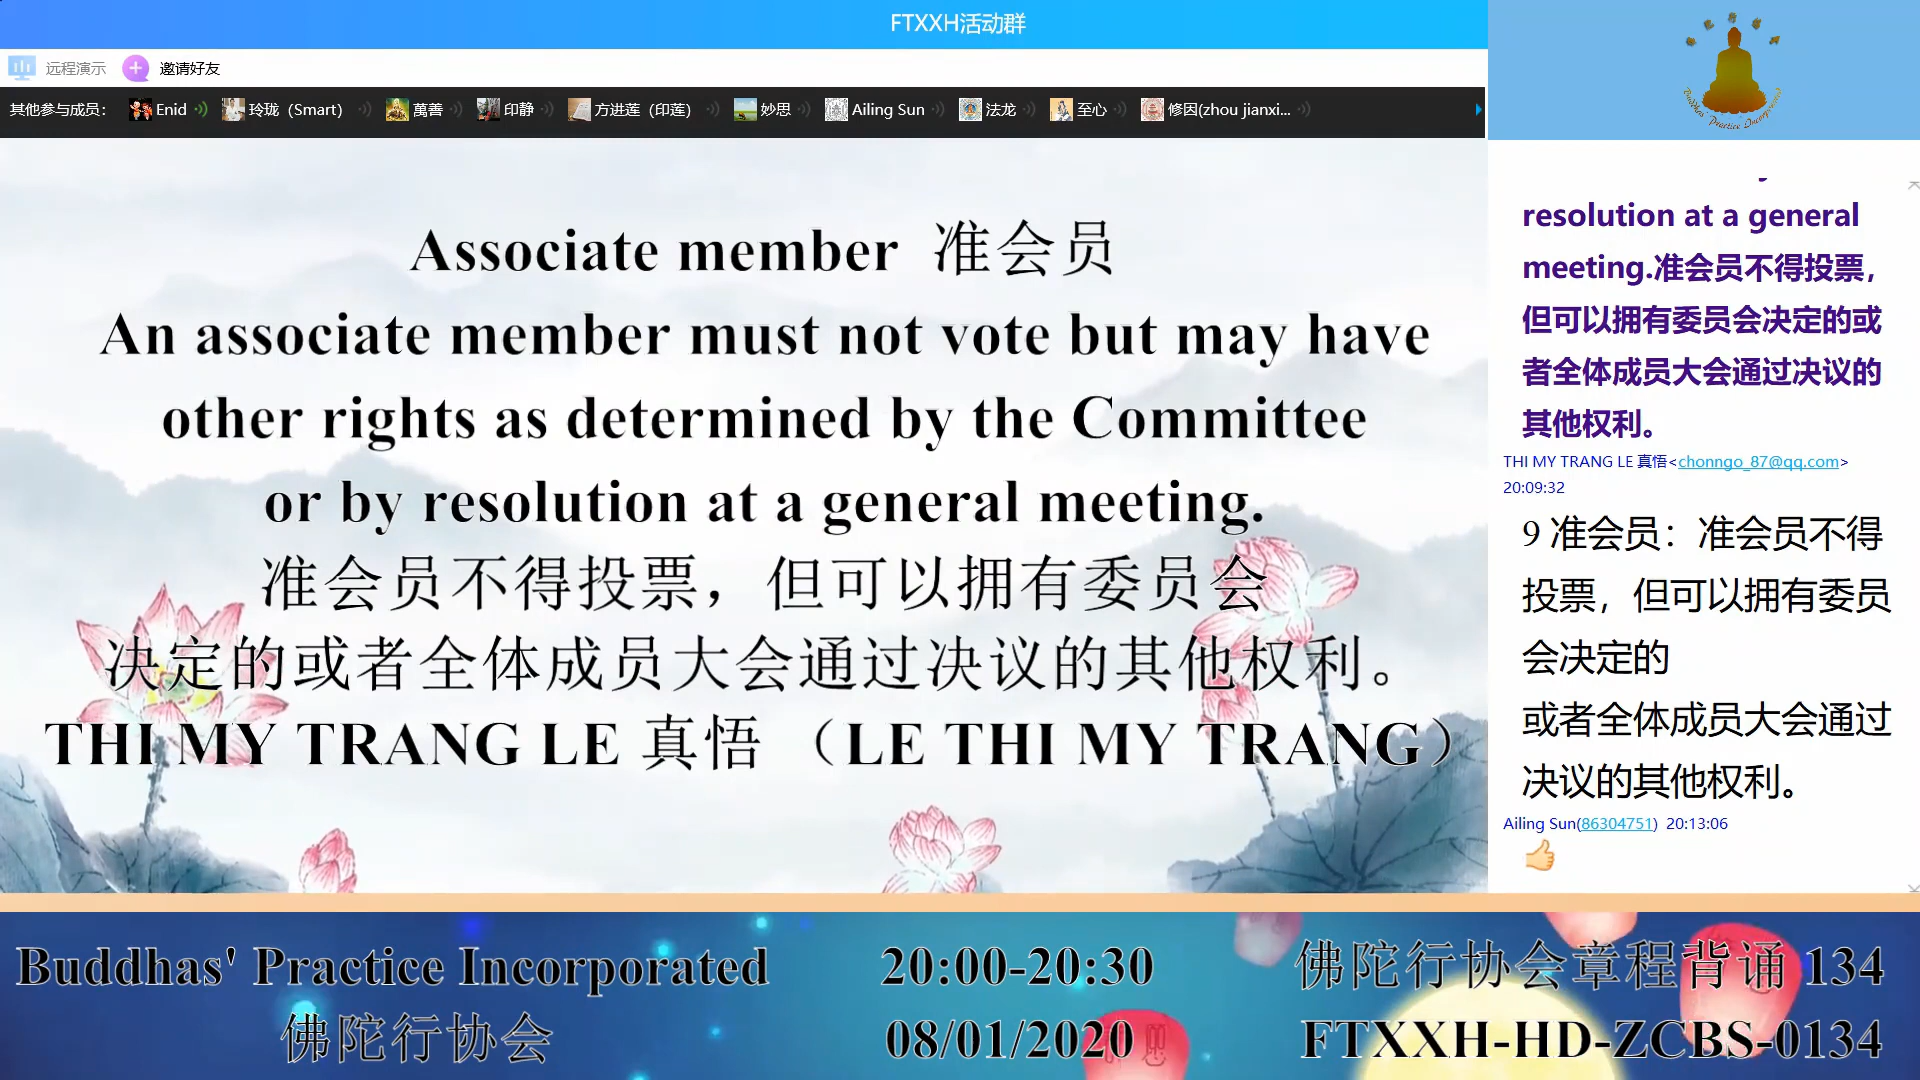 FTXXH活动群
远程演示 邀请好友
其他参与成员： Enid 玲珑（Smart） 萬善 印静 方进莲（印莲） 妙思 Ailing Sun 法龙 至心 修因(zhou jianxi...
Associate member 准会员
An associate member must not vote but may have
other rights as determined by the Committee
or by resolution at a general meeting.
准会员不得投票，但可以拥有委员会
决定的或者全体成员大会通过决议的其他权利。
THI MY TRANG LE 真悟 （LE THI MY TRANG）
Buddhas' Practice Incorporated
resolution at a general
meeting.准会员不得投票，
但可以拥有委员会决定的或
者全体成员大会通过决议的
其他权利。
THI MY TRANG LE 真悟<chonngo_87@qq.com>
20:09:32
9 准会员：准会员不得
投票，但可以拥有委员
会决定的
或者全体成员大会通过
决议的其他权利。
Ailing Sun(86304751) 20:13:06
Buddhas' Practice Incorporated
佛陀行协会
20:00-20:30
08/01/2020
佛陀行协会章程背诵 134
FTXXH-HD-ZCBS-0134